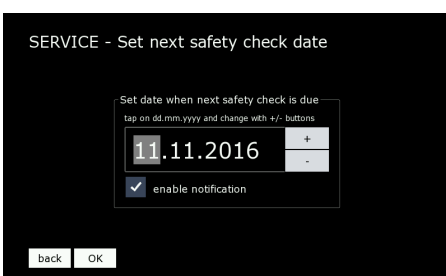 SERVICE - Set next safety check date
Set date when next safety check is due
tap on dd.mm.yyyy and change with +/- buttons
11.11.2016
+
-
enable notification
back OK